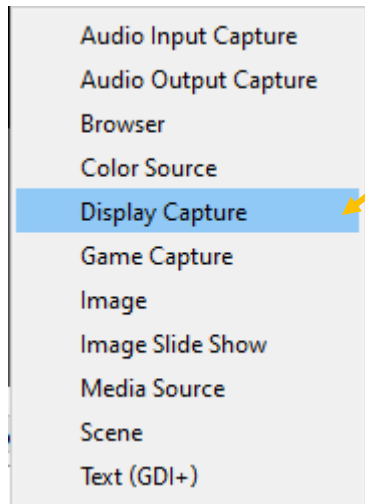 Audio Input Capture
Audio Output Capture
Browser
Color Source
Display Capture
Game Capture
Image
Image Slide Show
Media Source
Scene
Text (GDI+)